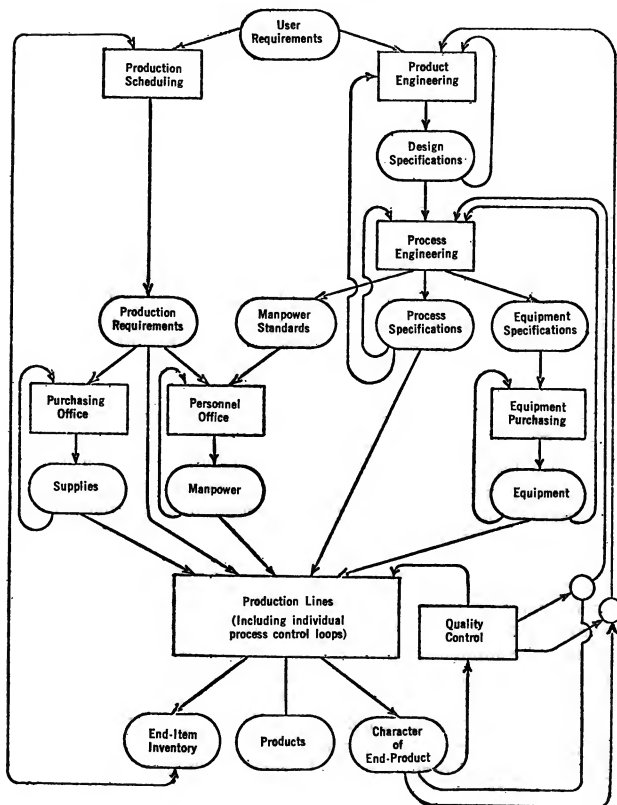 User
Requirements
Production
Scheduling
Product
Engineering
Design
Specifications
Process
Engineering
Production
Requirements
Manpower
Standards
Process
Specifications
Equipment
Specifications
Purchasing
Office
Personnel
Office
Equipment
Purchasing
Supplies
Manpower
Equipment
Production Lines
(Including individual
process control loops)
Quality
Control
End-Item
Inventory
Products
Character
of
End-Product